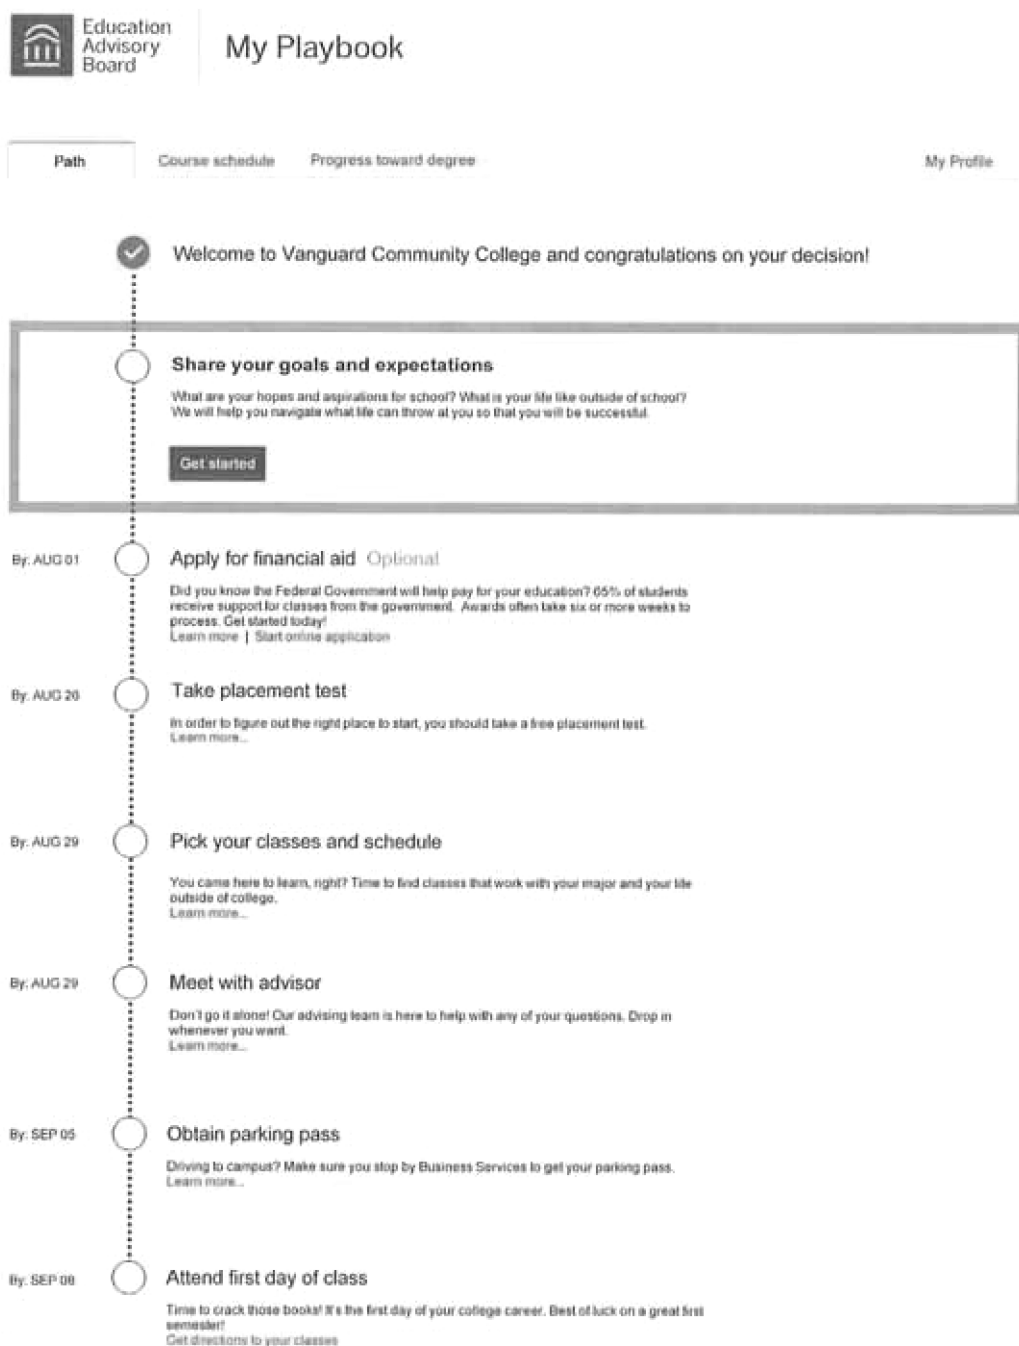 Education
Advisory
Board
My Playbook
Path
Course schedule
Progress toward degree
My Profile
Welcome to Vanguard Community College and congratulations on your decision!
Share your goals and expectations
What are your hopes and aspirations for school? What is your life like outside of school?
We will help you navigate what life can throw at you so that you will be successful.
Get started
By: AUG 01
Apply for financial aid Optional
Did you know the Federal Government will help pay for your education? 65% of students
receive support for classes from the government. Awards often take six or more weeks to
process. Get started today!
Learn more | Start online application
By: AUG 20
Take placement test
In order to figure out the right place to start, you should take a free placement test.
Learn more...
By: AUG 29
Pick your classes and schedule
You came here to learn, right? Time to find classes that work with your major and your life
outside of college.
Learn more...
By: AUG 29
Meet with advisor
Don't go it alone! Our advising team is here to help with any of your questions. Drop in
whenever you want.
Learn more...
By: SEP 05
Obtain parking pass
Driving to campus? Make sure you stop by Business Services to get your parking pass.
Learn more...
By: SEP 08
Attend first day of class
Time to crack those books! It's the first day of your college career. Best of luck on a great first
semester!
Get directions to your classes